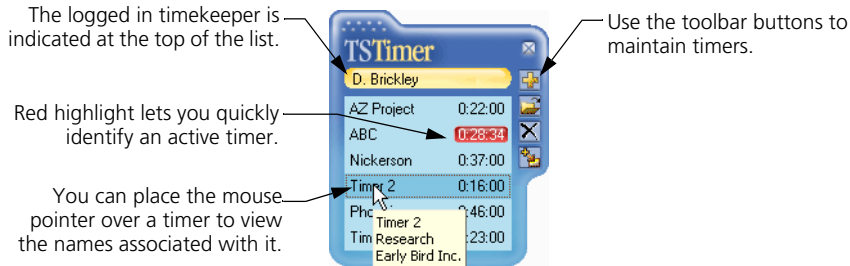 The logged in timekeeper is
indicated at the top of the list.
Red highlight lets you quickly
identify an active timer.
You can place the mouse
pointer over a timer to view
the names associated with it.
TSTimer
D. Brickley
AZ Project 0:22:00
ABC 0:28:34
Nickerson 0:37:00
Timer 2 0:16:00
:46:00
:23:00
Timer 2
Research
Early Bird Inc.
Use the toolbar buttons to
maintain timers.